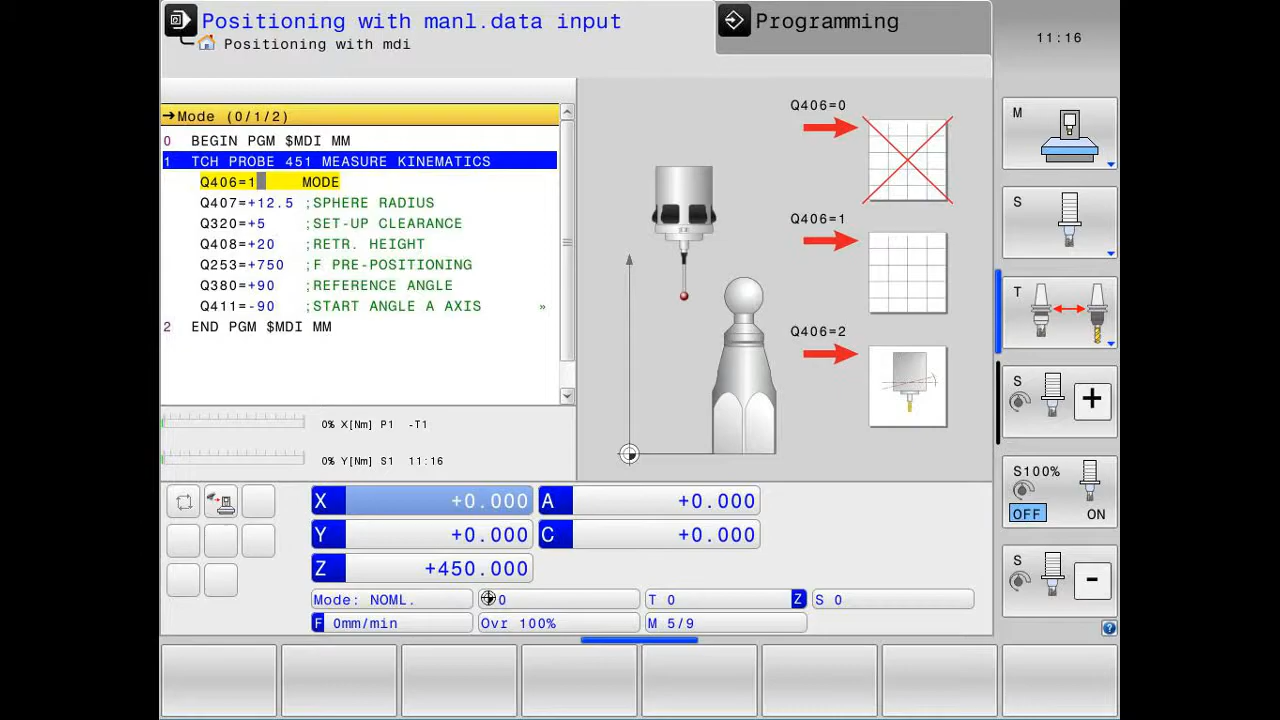 Positioning with manl.data input
Positioning with mdi
Programming
11:16
→Mode (0/1/2)
0 BEGIN PGM $MDI MM
1 TCH PROBE 451 MEASURE KINEMATICS
Q406=1 MODE
Q407=+12.5 ;SPHERE RADIUS
Q320=+5 ;SET-UP CLEARANCE
Q408=+20 ;RETR. HEIGHT
Q253=+750 ;F PRE-POSITIONING
Q380=+90 ;REFERENCE ANGLE
Q411=-90 ;START ANGLE A AXIS »
2 END PGM $MDI MM
Q406=0
Q406=1
Q406=2
0% X[Nm] P1 -T1
0% Y[Nm] S1 11:16
X +0.000 A +0.000
Y +0.000 C +0.000
Z +450.000
Mode: NOML. 0 T 0 Z S 0
F 0mm/min Ovr 100% M 5/9
M
S
T
S +
S100%
OFF ON
S -
?